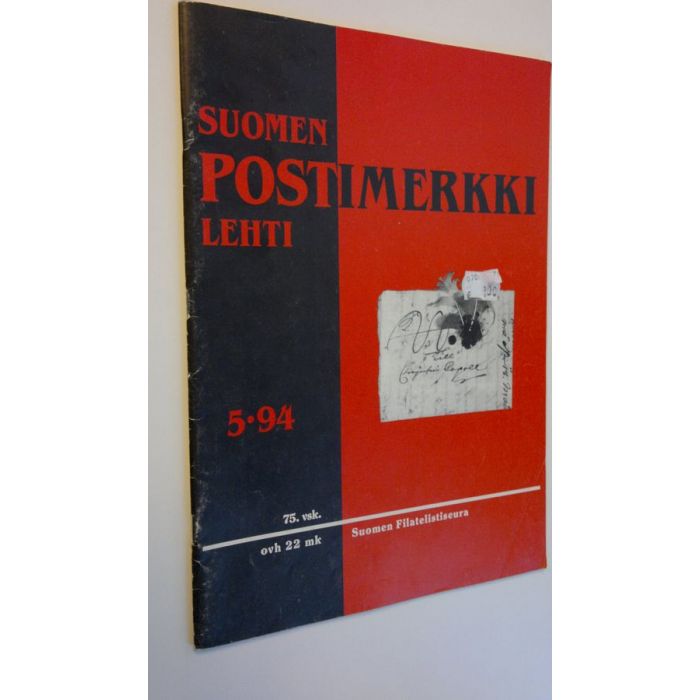 SUOMEN
POSTIMERKKI
LEHTI
5•94
75. vsk.
ovh 22 mk
Suomen Filatelistiseura